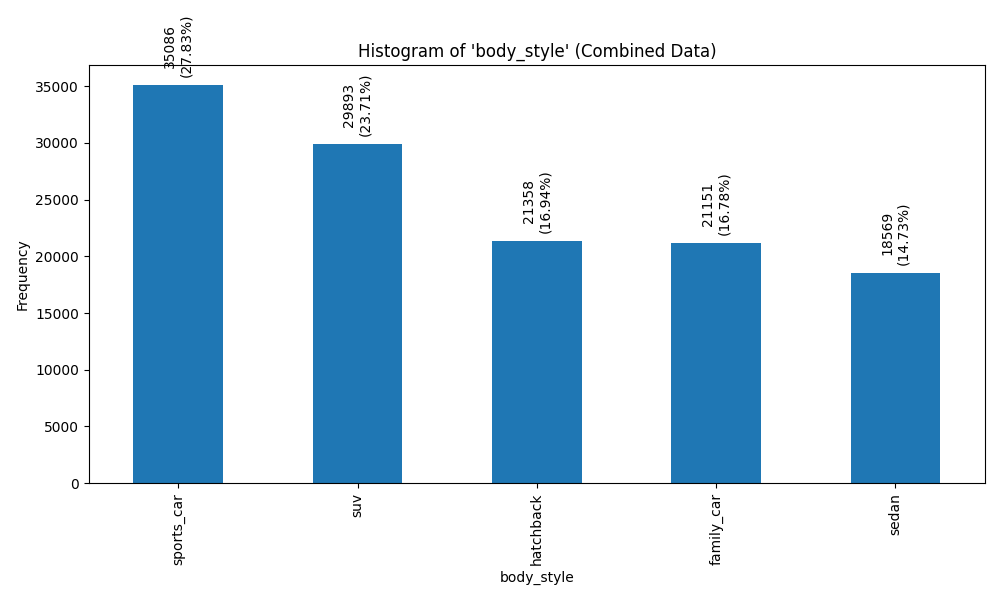 Histogram of 'body_style' (Combined Data)
35086
(27.83%)
29893
(23.71%)
21358
(16.94%)
21151
(16.78%)
18569
(14.73%)
Frequency
35000
30000
25000
20000
15000
10000
5000
0
sports_car
suv
hatchback
family_car
sedan
body_style